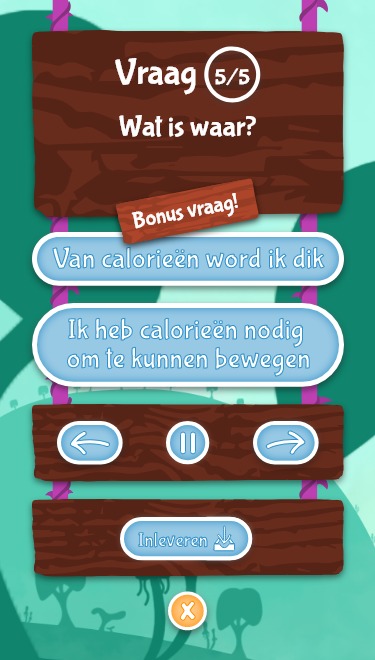 Vraag 5/5
Wat is waar?
Bonus vraag!
Van calorieën word ik dik
Ik heb calorieën nodig
om te kunnen bewegen
Inleveren
X